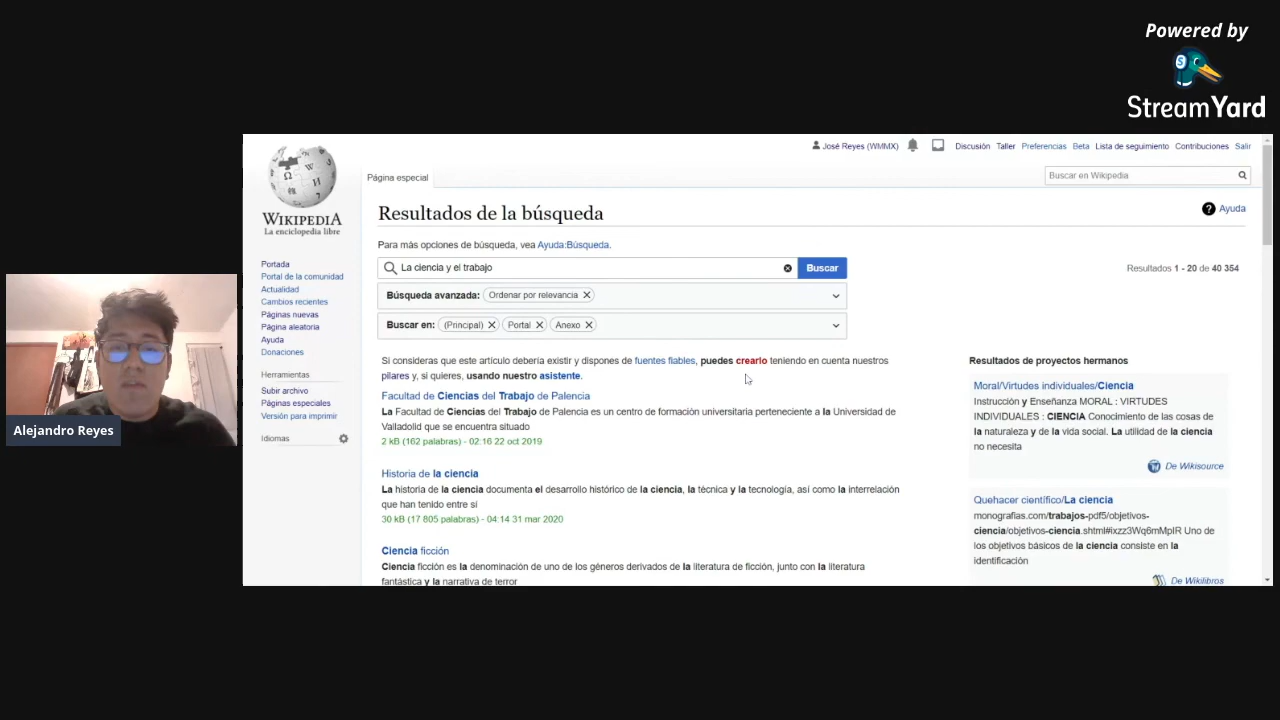 Powered by
StreamYard
José Reyes (WMMX) Discusión Taller Preferencias Beta Lista de seguimiento Contribuciones Salir
WIKIPEDIA
La enciclopedia libre
Página especial
Buscar en Wikipedia
Resultados de la búsqueda
Ayuda
Para más opciones de búsqueda, vea Ayuda:Búsqueda.
La ciencia y el trabajo
Buscar
Resultados 1 - 20 de 40 354
Búsqueda avanzada: Ordenar por relevancia
Buscar en: (Principal) Portal Anexo
Portada
Portal de la comunidad
Actualidad
Cambios recientes
Páginas nuevas
Página aleatoria
Ayuda
Donaciones
Herramientas
Subir archivo
Páginas especiales
Versión para imprimir
Idiomas
Si consideras que este artículo debería existir y dispones de fuentes fiables, puedes crearlo teniendo en cuenta nuestros
pilares y, si quieres, usando nuestro asistente.
Facultad de Ciencias del Trabajo de Palencia
La Facultad de Ciencias del Trabajo de Palencia es un centro de formación universitaria perteneciente a la Universidad de
Valladolid que se encuentra situado
2 kB (162 palabras) - 02:16 22 oct 2019
Historia de la ciencia
La historia de la ciencia documenta el desarrollo histórico de la ciencia, la técnica y la tecnología, así como la interrelación
que han tenido entre sí
30 kB (17 805 palabras) - 04:14 31 mar 2020
Ciencia ficción
Ciencia ficción es la denominación de uno de los géneros derivados de la literatura de ficción, junto con la literatura
fantástica y la narrativa de terror
Resultados de proyectos hermanos
Moral/Virtudes individuales/Ciencia
Instrucción y Enseñanza MORAL : VIRTUDES
INDIVIDUALES : CIENCIA Conocimiento de las cosas de
la naturaleza y de la vida social. La utilidad de la ciencia
no necesita
De Wikisource
Quehacer científico/La ciencia
monografias.com/trabajos-pdf5/objetivos-
ciencia/objetivos-ciencia.shtml#ixzz3Wq6mMpIR Uno de
los objetivos básicos de la ciencia consiste en la
identificación
De Wikilibros
Alejandro Reyes